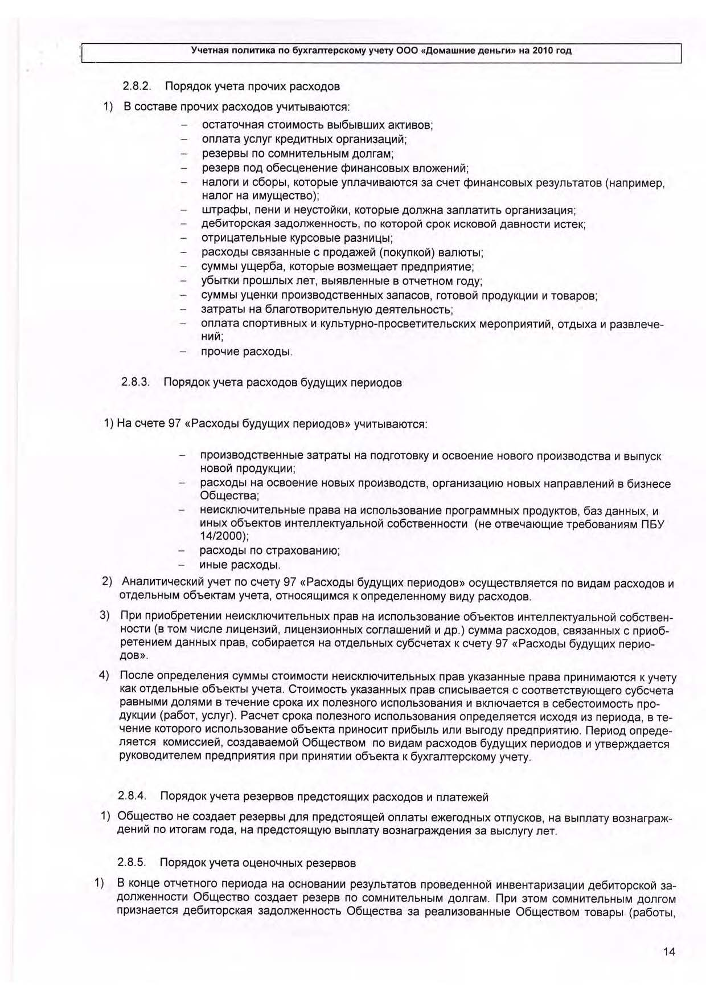 Учетная политика по бухгалтерскому учету ООО «Домашние деньги» на 2010 год
2.8.2. Порядок учета прочих расходов
1) В составе прочих расходов учитываются:
– остаточная стоимость выбывших активов;
– оплата услуг кредитных организаций;
– резервы по сомнительным долгам;
– резерв под обесценение финансовых вложений;
– налоги и сборы, которые уплачиваются за счет финансовых результатов (например,
налог на имущество);
– штрафы, пени и неустойки, которые должна заплатить организация;
– дебиторская задолженность, по которой срок исковой давности истек;
– отрицательные курсовые разницы;
– расходы связанные с продажей (покупкой) валюты;
– суммы ущерба, которые возмещает предприятие;
– убытки прошлых лет, выявленные в отчетном году;
– суммы уценки производственных запасов, готовой продукции и товаров;
– затраты на благотворительную деятельность;
– оплата спортивных и культурно-просветительских мероприятий, отдыха и развлече-
ний;
– прочие расходы.
2.8.3. Порядок учета расходов будущих периодов
1) На счете 97 «Расходы будущих периодов» учитываются:
– производственные затраты на подготовку и освоение нового производства и выпуск
новой продукции;
– расходы на освоение новых производств, организацию новых направлений в бизнесе
Общества;
– неисключительные права на использование программных продуктов, баз данных, и
иных объектов интеллектуальной собственности (не отвечающие требованиям ПБУ
14/2000);
– расходы по страхованию;
– иные расходы.
2) Аналитический учет по счету 97 «Расходы будущих периодов» осуществляется по видам расходов и
отдельным объектам учета, относящимся к определенному виду расходов.
3) При приобретении неисключительных прав на использование объектов интеллектуальной собствен-
ности (в том числе лицензий, лицензионных соглашений и др.) сумма расходов, связанных с приоб-
ретением данных прав, собирается на отдельных субсчетах к счету 97 «Расходы будущих перио-
дов».
4) После определения суммы стоимости неисключительных прав указанные права принимаются к учету
как отдельные объекты учета. Стоимость указанных прав списывается с соответствующего субсчета
равными долями в течение срока их полезного использования и включается в себестоимость про-
дукции (работ, услуг). Расчет срока полезного использования определяется исходя из периода, в те-
чение которого использование объекта приносит прибыль или выгоду предприятию. Период опреде-
ляется комиссией, создаваемой Обществом по видам расходов будущих периодов и утверждается
руководителем предприятия при принятии объекта к бухгалтерскому учету.
2.8.4. Порядок учета резервов предстоящих расходов и платежей
1) Общество не создает резервы для предстоящей оплаты ежегодных отпусков, на выплату вознаграж-
дений по итогам года, на предстоящую выплату вознаграждения за выслугу лет.
2.8.5. Порядок учета оценочных резервов
1) В конце отчетного периода на основании результатов проведенной инвентаризации дебиторской за-
долженности Общество создает резерв по сомнительным долгам. При этом сомнительным долгом
признается дебиторская задолженность Общества за реализованные Обществом товары (работы,
14